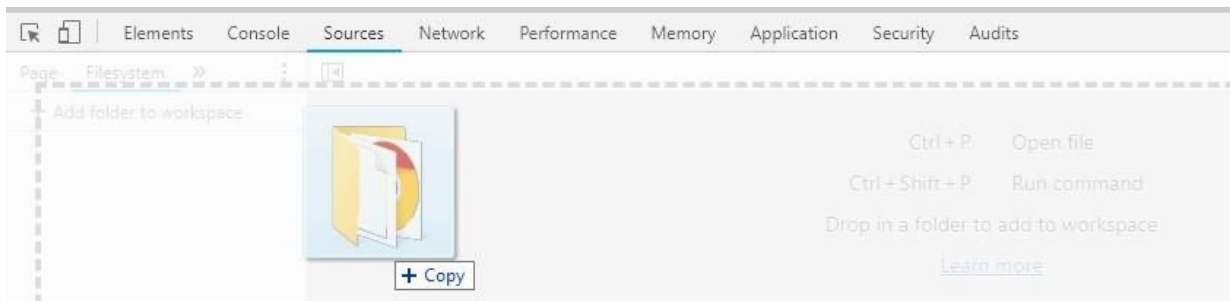 Elements Console Sources Network Performance Memory Application Security Audits
Page Filesystem »
+ Add folder to workspace
Ctrl + P Open file
Ctrl + Shift + P Run command
Drop in a folder to add to workspace
Learn more
+ Copy